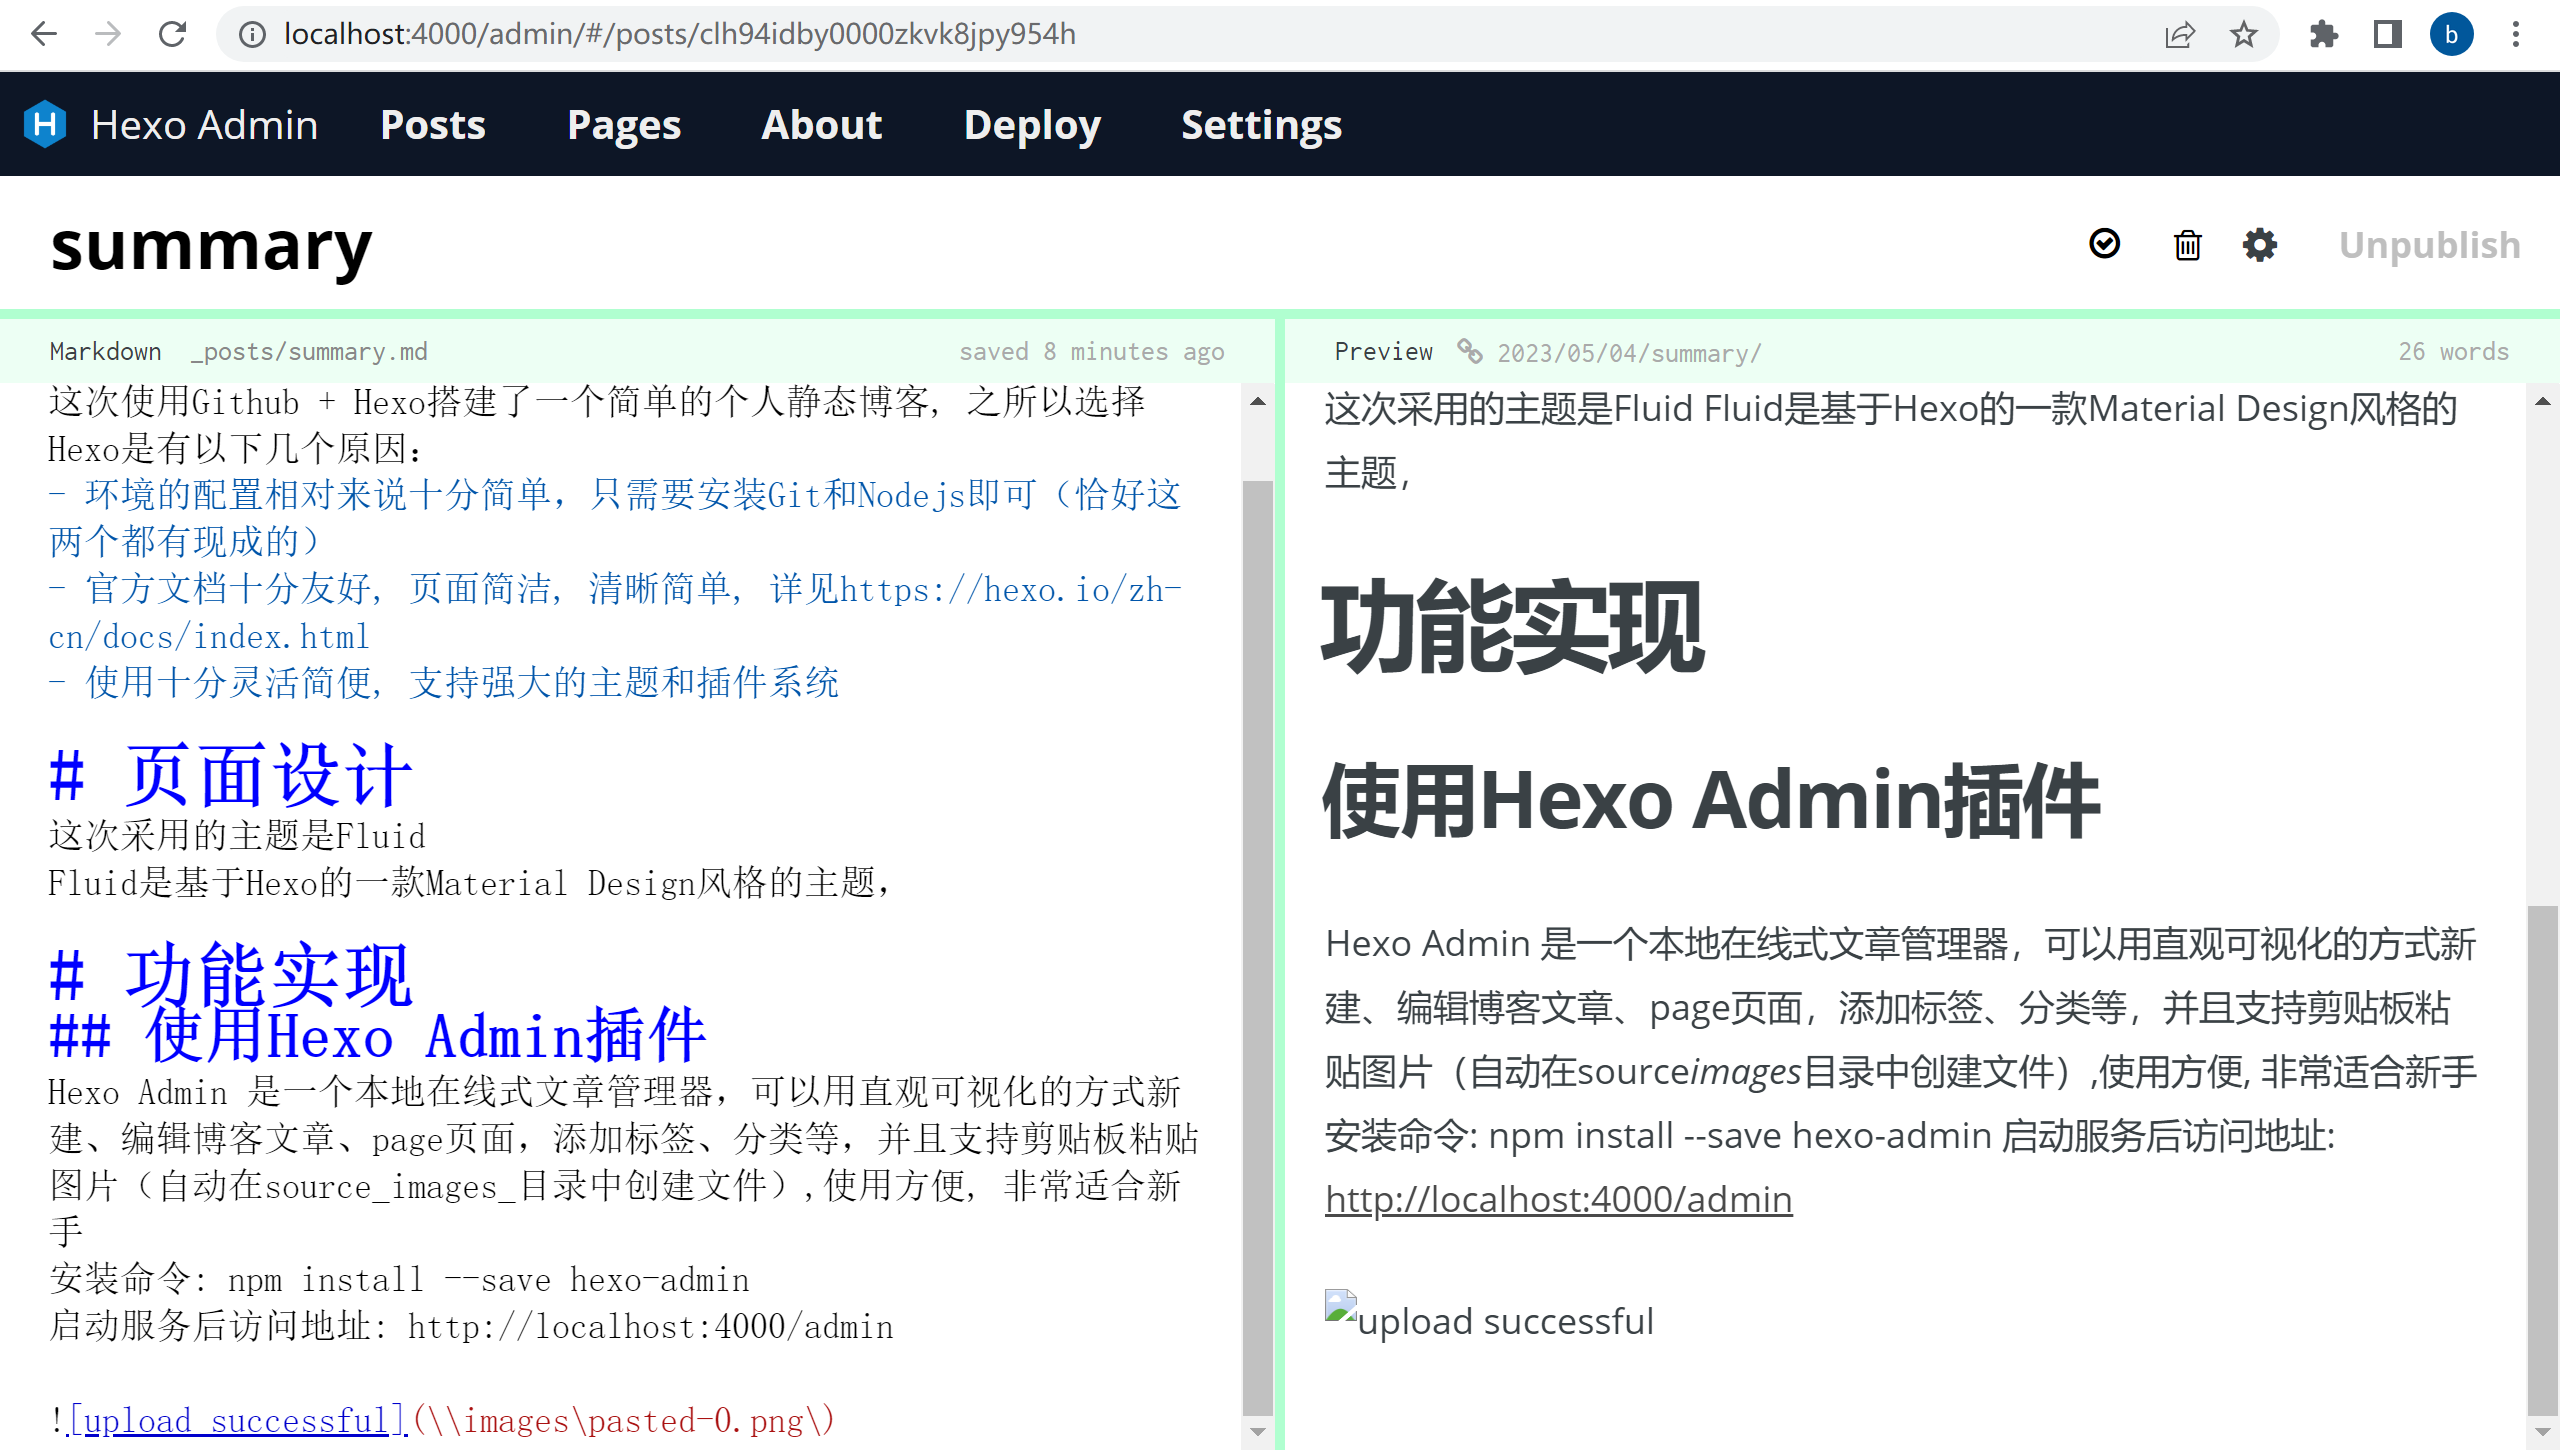 localhost:4000/admin/#/posts/clh94idby0000zkvk8jpy954h
b
H Hexo Admin Posts Pages About Deploy Settings
summary
Unpublish
Markdown _posts/summary.md saved 8 minutes ago
这次使用Github + Hexo搭建了一个简单的个人静态博客, 之所以选择
Hexo是有以下几个原因：
- 环境的配置相对来说十分简单，只需要安装Git和Nodejs即可（恰好这
两个都有现成的）
- 官方文档十分友好, 页面简洁, 清晰简单, 详见https://hexo.io/zh-
cn/docs/index.html
- 使用十分灵活简便, 支持强大的主题和插件系统
# 页面设计
这次采用的主题是Fluid
Fluid是基于Hexo的一款Material Design风格的主题，
# 功能实现
## 使用Hexo Admin插件
Hexo Admin 是一个本地在线式文章管理器，可以用直观可视化的方式新
建、编辑博客文章、page页面，添加标签、分类等，并且支持剪贴板粘贴
图片（自动在source_images_目录中创建文件）,使用方便, 非常适合新
手
安装命令: npm install --save hexo-admin
启动服务后访问地址: http://localhost:4000/admin
![upload successful](\\images\pasted-0.png\)
Preview 2023/05/04/summary/ 26 words
这次采用的主题是Fluid Fluid是基于Hexo的一款Material Design风格的
主题，
功能实现
使用Hexo Admin插件
Hexo Admin 是一个本地在线式文章管理器，可以用直观可视化的方式新
建、编辑博客文章、page页面，添加标签、分类等，并且支持剪贴板粘
贴图片（自动在sourceimages目录中创建文件）,使用方便, 非常适合新手
安装命令: npm install --save hexo-admin 启动服务后访问地址:
http://localhost:4000/admin
upload successful